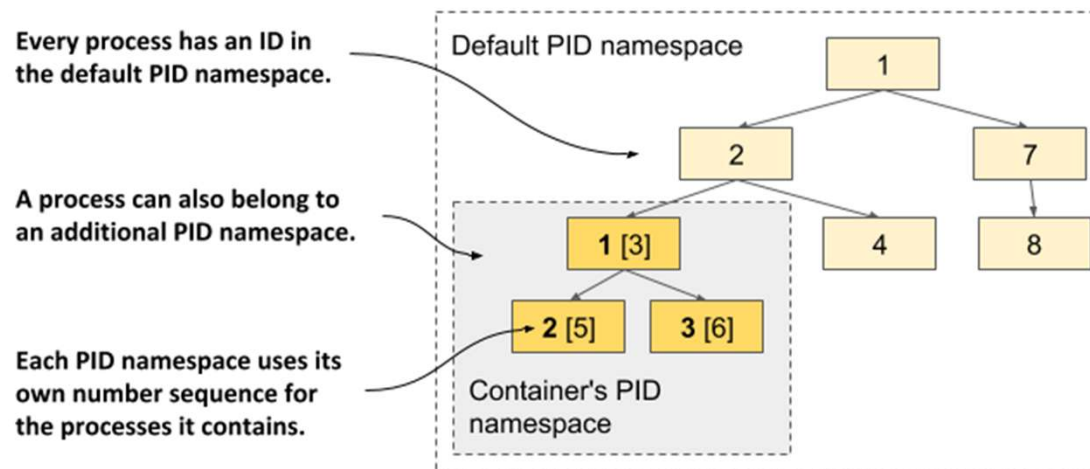 Every process has an ID in
the default PID namespace.
Default PID namespace
1
2
7
A process can also belong to
an additional PID namespace.
1 [3]
4
8
2 [5]
3 [6]
Each PID namespace uses its
own number sequence for
the processes it contains.
Container's PID
namespace